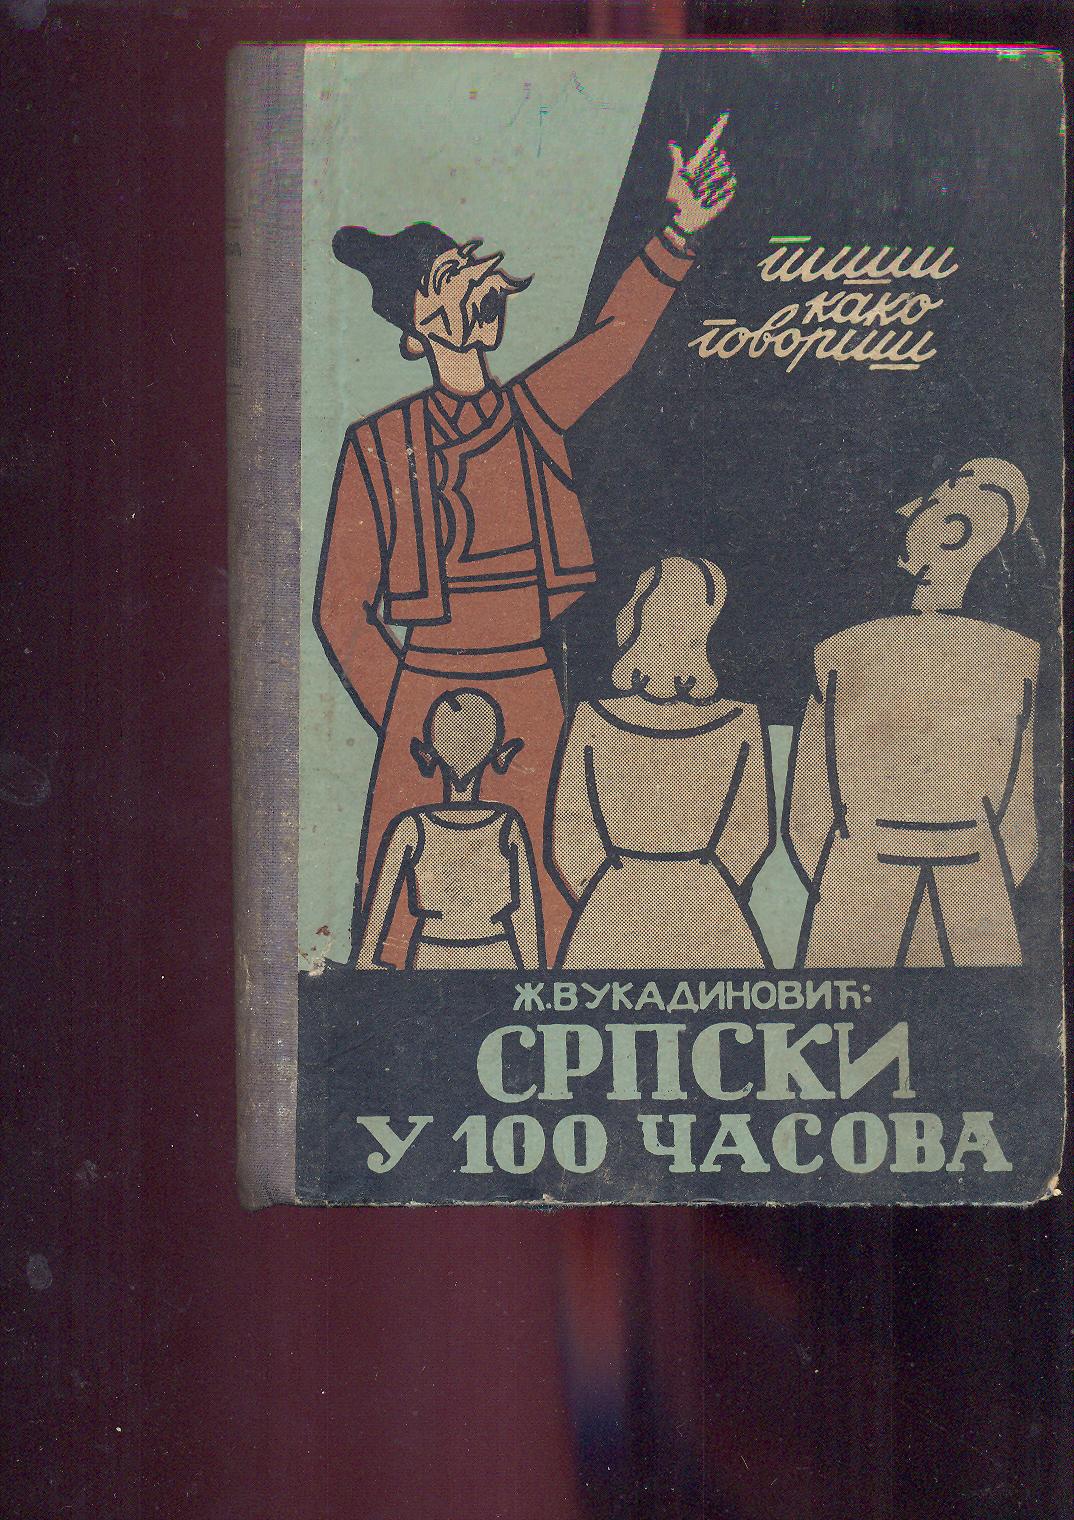 пиши
како
говориш
Ж. ВУКАДИНОВИЋ:
СРПСКИ
У 100 ЧАСОВА